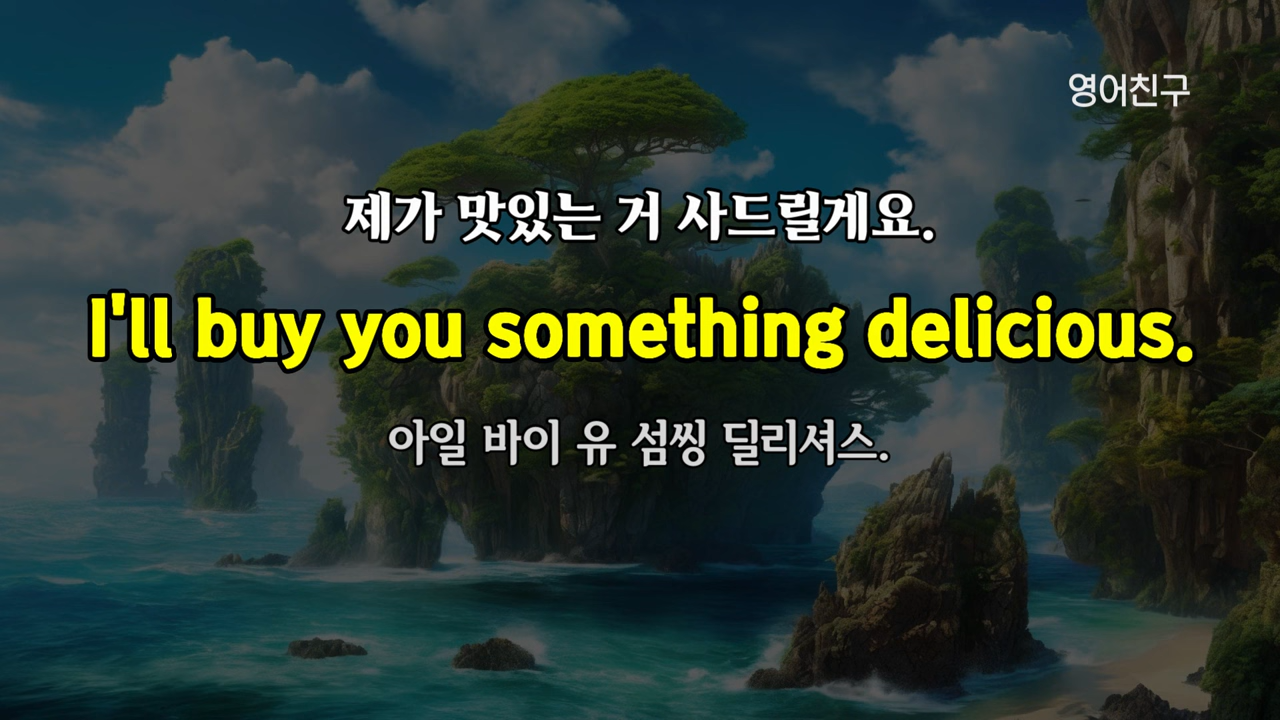 영어친구
제가 맛있는 거 사드릴게요.
I'll buy you something delicious.
아일 바이 유 섬씽 딜리셔스.